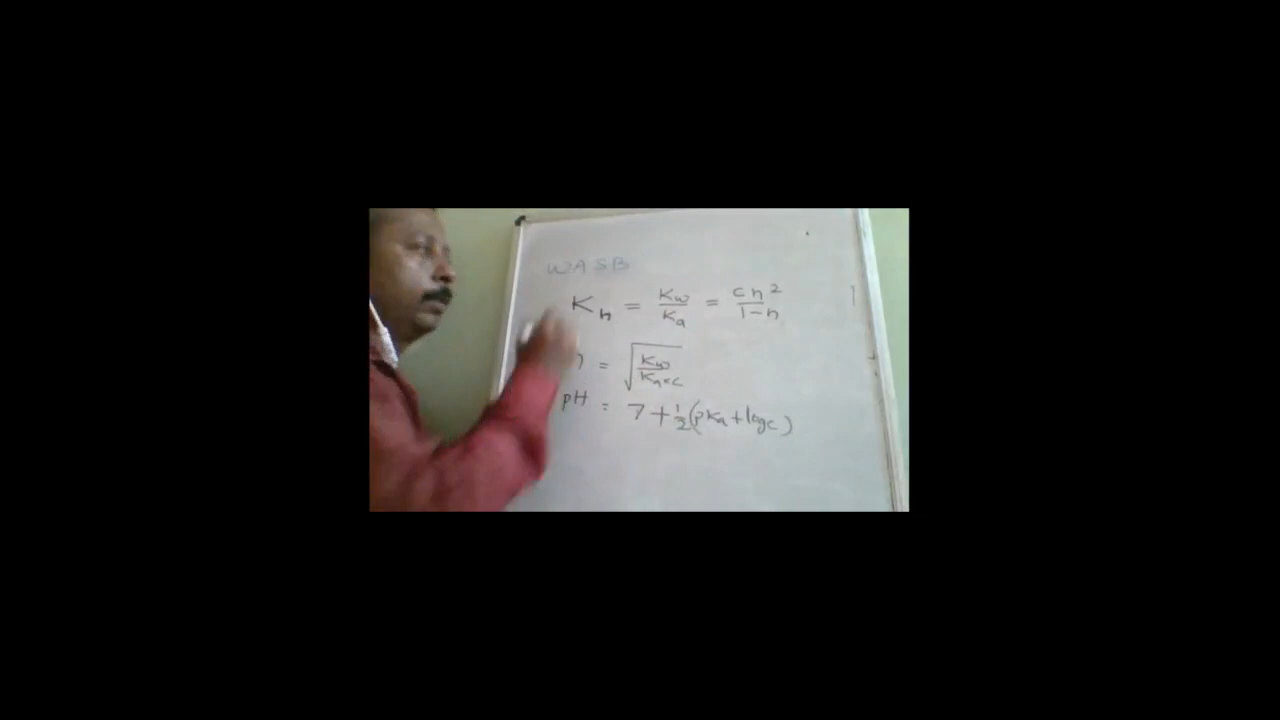 WASB
Kh = Kw/Ka = ch²/1-h
h = √Kw/Ka×c
pH = 7+½(pKa+logc)